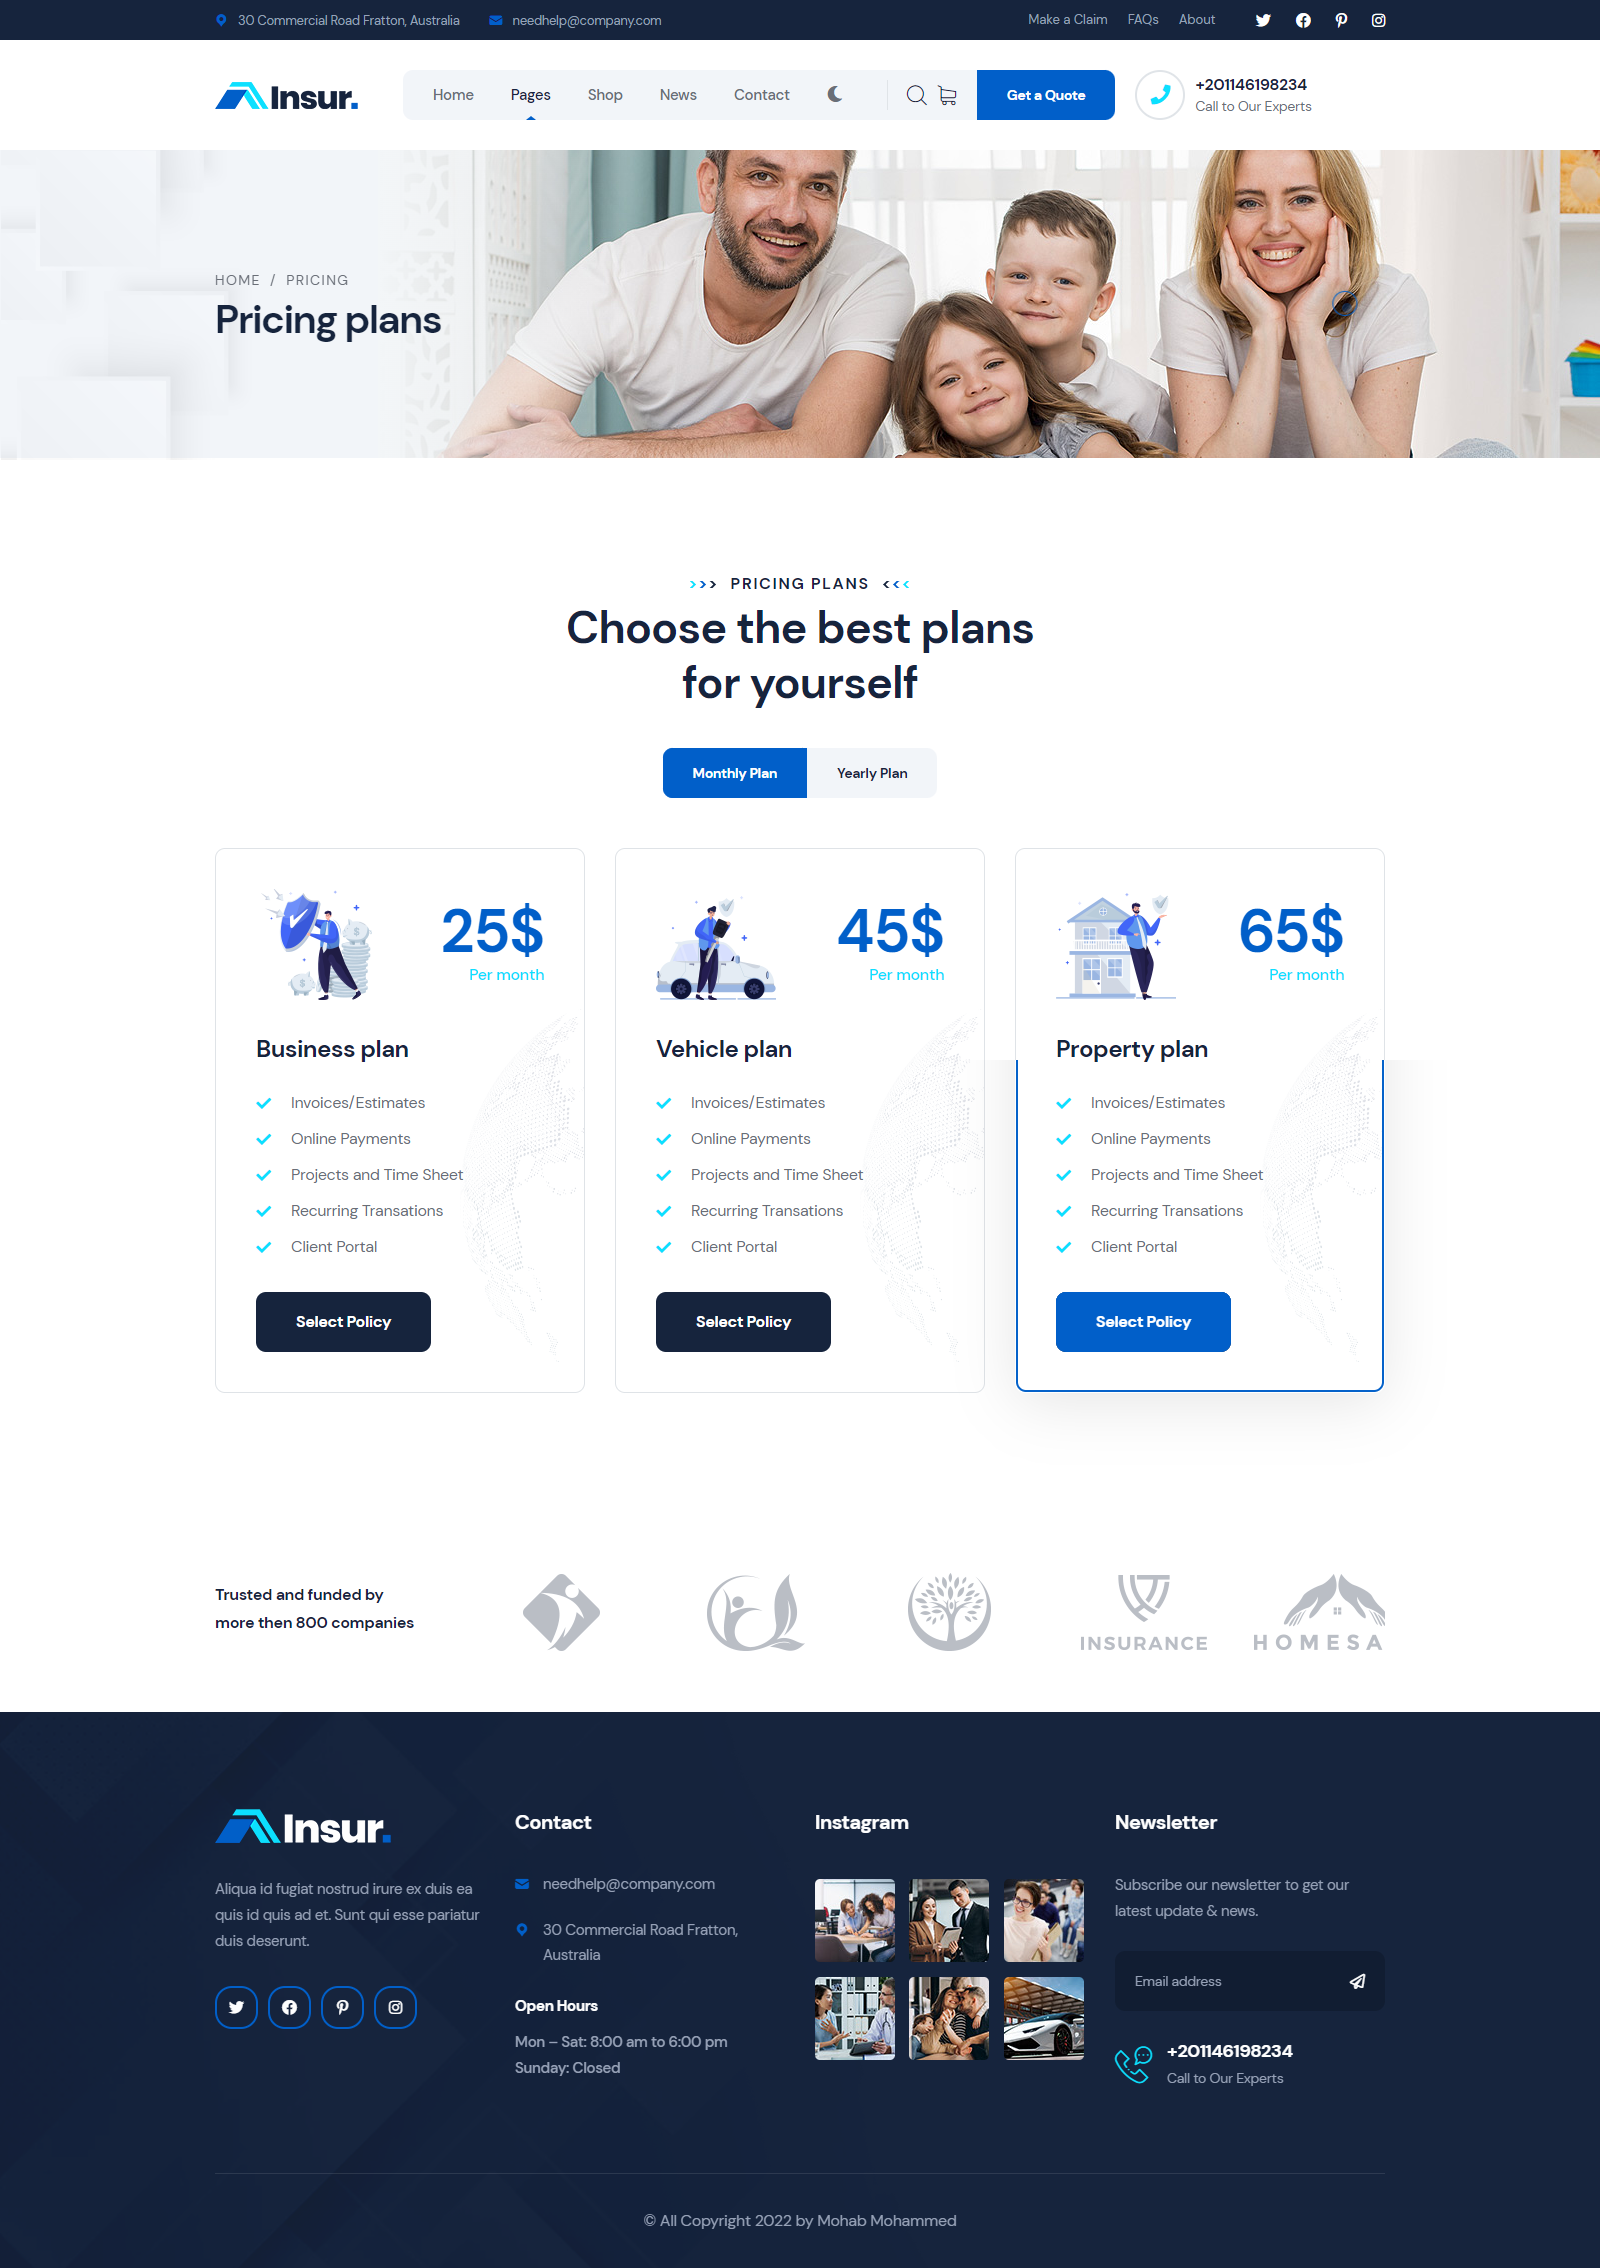 30 Commercial Road Fratton, Australia
needhelp@company.com
Make a Claim
FAQs
About
Insur.
Home
Pages
Shop
News
Contact
Get a Quote
+201146198234
Call to Our Experts
HOME / PRICING
Pricing plans
>>> PRICING PLANS <<<
Choose the best plans
for yourself
Monthly Plan
Yearly Plan
25$
Per month
Business plan
Invoices/Estimates
Online Payments
Projects and Time Sheet
Recurring Transations
Client Portal
Select Policy
45$
Per month
Vehicle plan
Invoices/Estimates
Online Payments
Projects and Time Sheet
Recurring Transations
Client Portal
Select Policy
65$
Per month
Property plan
Invoices/Estimates
Online Payments
Projects and Time Sheet
Recurring Transations
Client Portal
Select Policy
Trusted and funded by
more then 800 companies
INSURANCE
HOMESA
Insur.
Aliqua id fugiat nostrud irure ex duis ea
quis id quis ad et. Sunt qui esse pariatur
duis deserunt.
Contact
needhelp@company.com
30 Commercial Road Fratton,
Australia
Open Hours
Mon – Sat: 8:00 am to 6:00 pm
Sunday: Closed
Instagram
Newsletter
Subscribe our newsletter to get our
latest update & news.
Email address
+201146198234
Call to Our Experts
© All Copyright 2022 by Mohab Mohammed